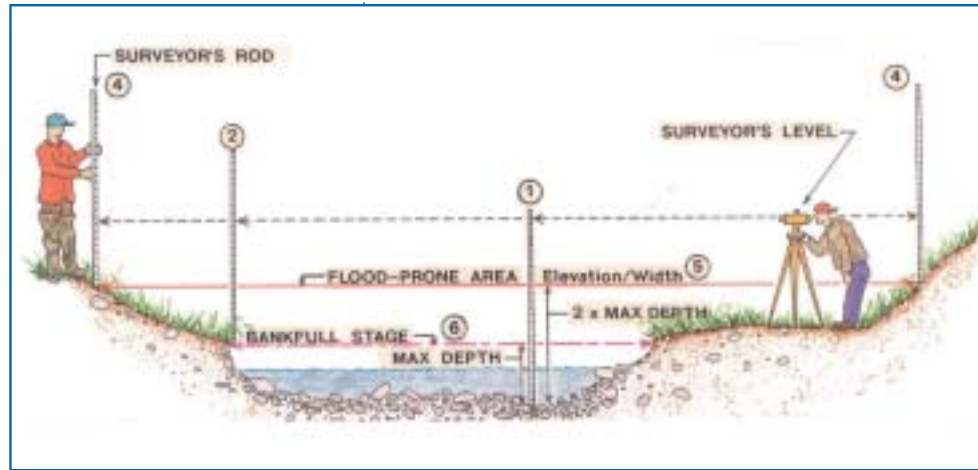 SURVEYOR'S ROD
4
4
2
SURVEYOR'S LEVEL
1
FLOOD-PRONE AREA Elevation/Width 5
2 x MAX DEPTH
BANKFULL STAGE 6
MAX DEPTH